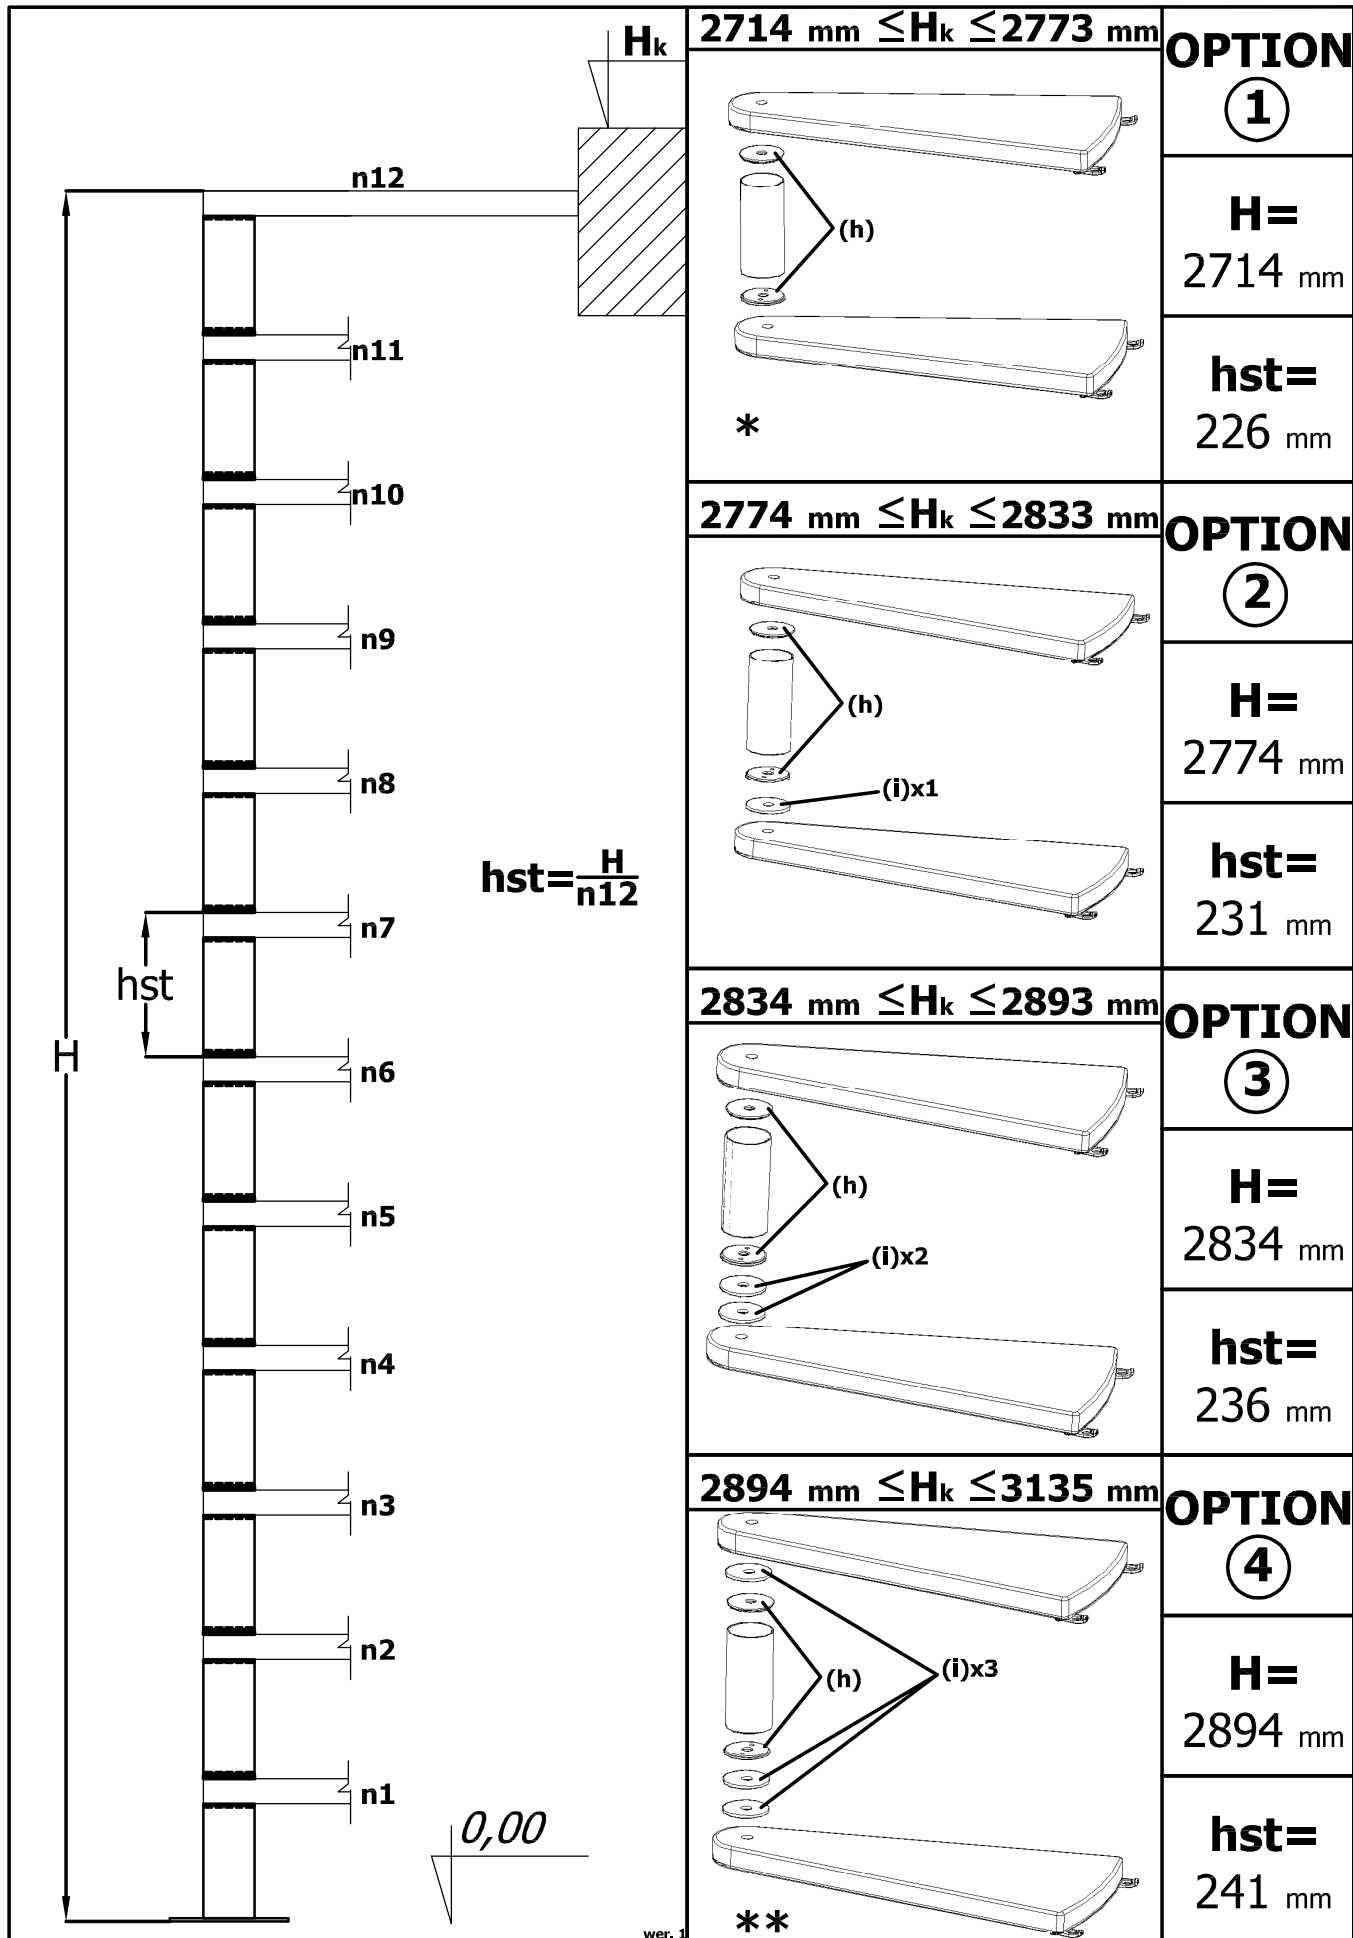 Hk
n12
n11
n10
n9
n8
n7
n6
n5
n4
n3
n2
n1
H
hst
hst=H/n12
0,00
wer. 1
2714 mm ≤Hk ≤2773 mm
(h)
*
OPTION
1
H=
2714 mm
hst=
226 mm
2774 mm ≤Hk ≤2833 mm
(h)
(i)x1
OPTION
2
H=
2774 mm
hst=
231 mm
2834 mm ≤Hk ≤2893 mm
(h)
(i)x2
OPTION
3
H=
2834 mm
hst=
236 mm
2894 mm ≤Hk ≤3135 mm
(h)
(i)x3
**
OPTION
4
H=
2894 mm
hst=
241 mm